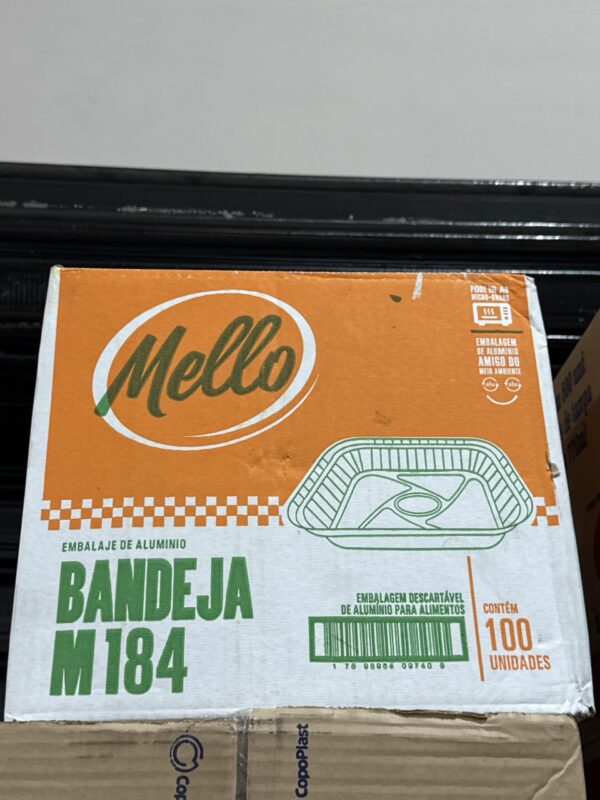 Mello
PODE IR AO
MICRO-ONDAS
EMBALAGEM
DE ALUMÍNIO
AMIGO DO
MEIO AMBIENTE
EMBALAJE DE ALUMINIO
BANDEJA
M 184
EMBALAGEM DESCARTÁVEL
DE ALUMÍNIO PARA ALIMENTOS
CONTÉM
100
UNIDADES
CopoPlast